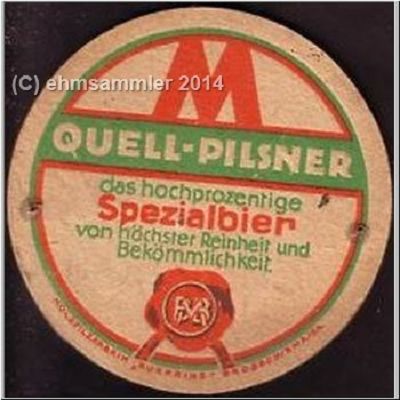 (C) ehmsammler 2014
M
QUELL-PILSNER
das hochprozentige
Spezialbier
von höchster Reinheit und
Bekömmlichkeit.